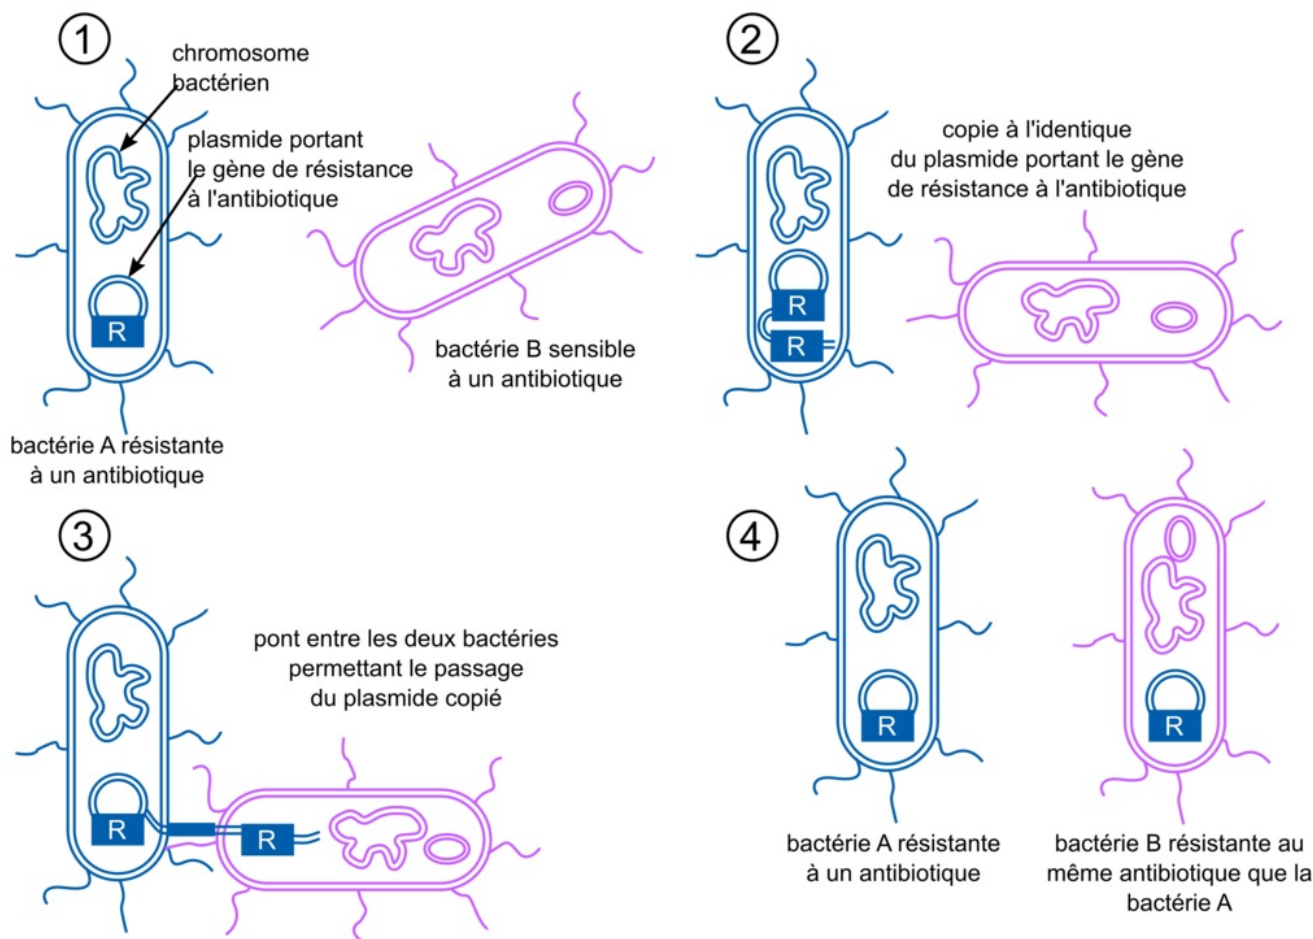 1
chromosome
bactérien
plasmide portant
le gène de résistance
à l'antibiotique
R
bactérie B sensible
à un antibiotique
bactérie A résistante
à un antibiotique
2
copie à l'identique
du plasmide portant le gène
de résistance à l'antibiotique
R
R
3
pont entre les deux bactéries
permettant le passage
du plasmide copié
R
R
4
R
R
bactérie A résistante
à un antibiotique
bactérie B résistante au
même antibiotique que la
bactérie A